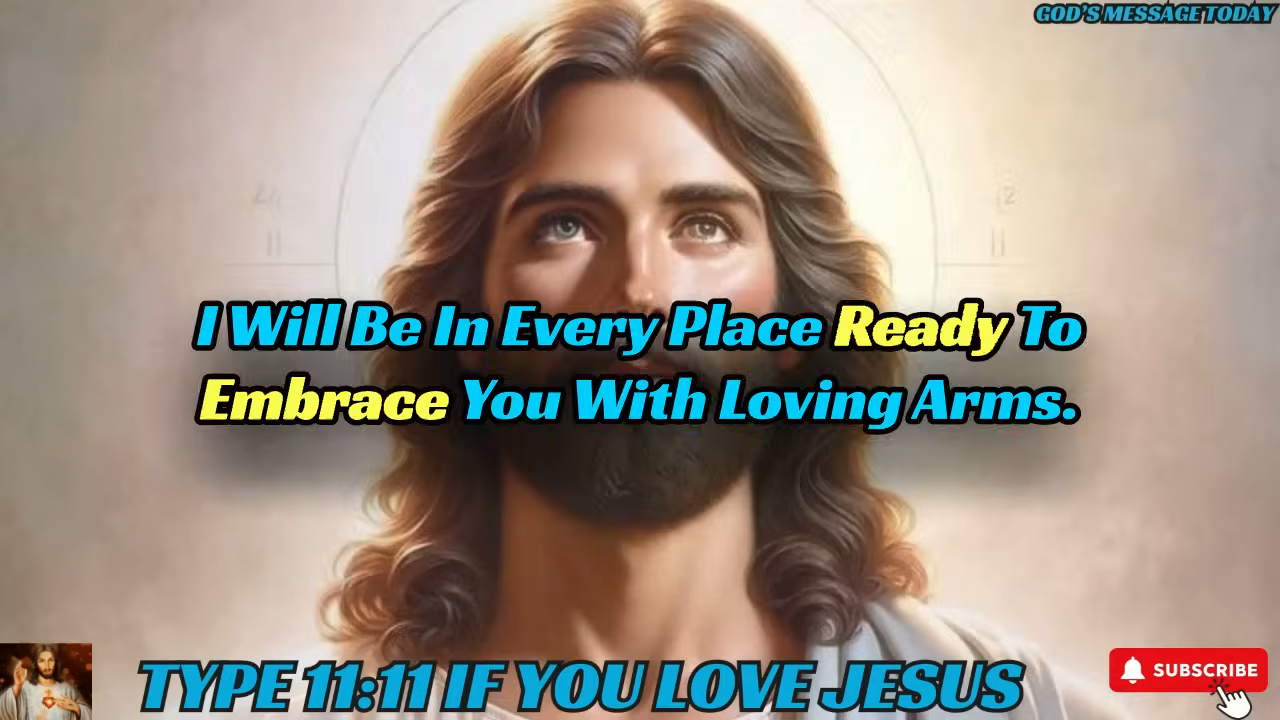 GOD'S MESSAGE TODAY
I Will Be In Every Place Ready To
Embrace You With Loving Arms.
TYPE 11:11 IF YOU LOVE JESUS
SUBSCRIBE